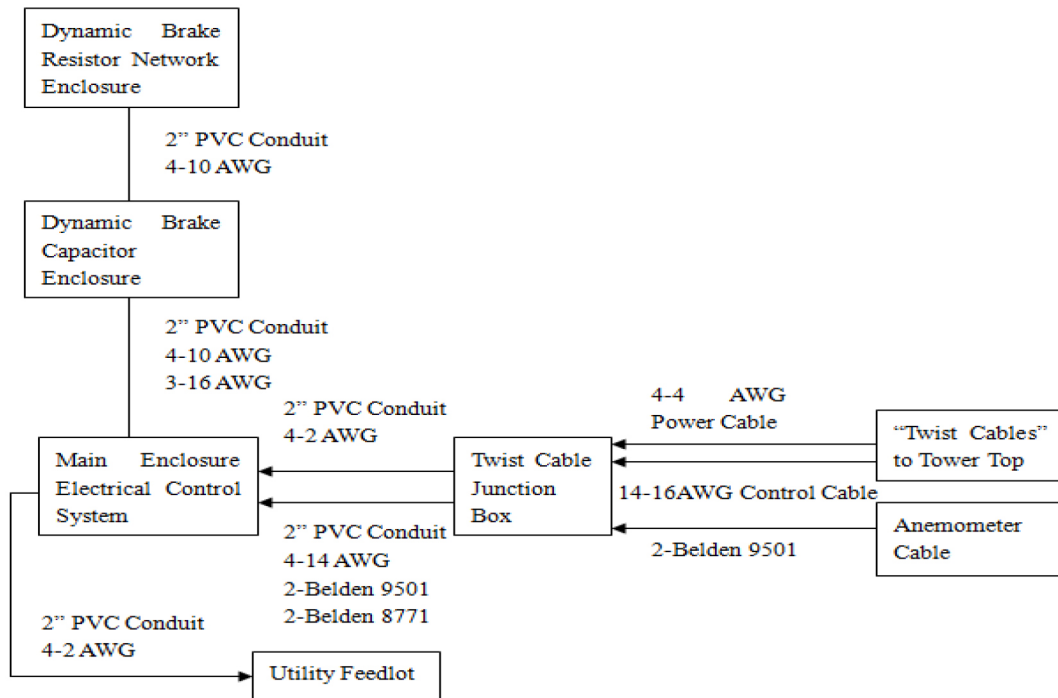 Dynamic Brake
Resistor Network
Enclosure
2” PVC Conduit
4-10 AWG
Dynamic Brake
Capacitor
Enclosure
2” PVC Conduit
4-10 AWG
3-16 AWG
2” PVC Conduit
4-2 AWG
4-4 AWG
Power Cable
Main Enclosure
Electrical Control
System
Twist Cable
Junction
Box
“Twist Cables”
to Tower Top
14-16AWG Control Cable
2” PVC Conduit
4-14 AWG
2-Belden 9501
2-Belden 8771
2-Belden 9501
Anemometer
Cable
2” PVC Conduit
4-2 AWG
Utility Feedlot